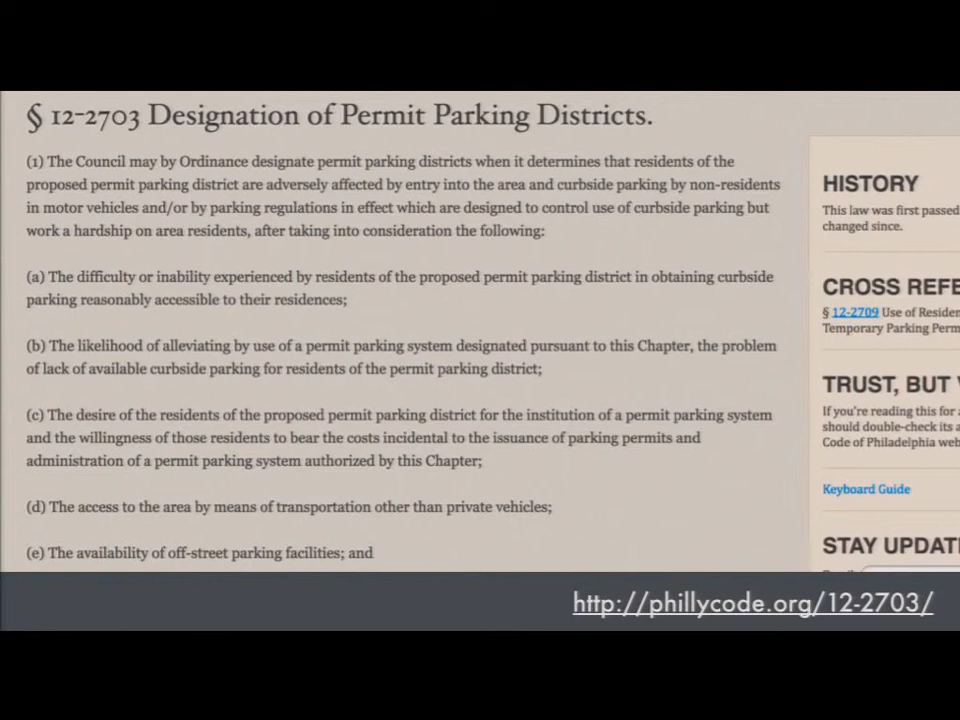 § 12-2703 Designation of Permit Parking Districts.
(1) The Council may by Ordinance designate permit parking districts when it determines that residents of the
proposed permit parking district are adversely affected by entry into the area and curbside parking by non-residents
in motor vehicles and/or by parking regulations in effect which are designed to control use of curbside parking but
work a hardship on area residents, after taking into consideration the following:
(a) The difficulty or inability experienced by residents of the proposed permit parking district in obtaining curbside
parking reasonably accessible to their residences;
(b) The likelihood of alleviating by use of a permit parking system designated pursuant to this Chapter, the problem
of lack of available curbside parking for residents of the permit parking district;
(c) The desire of the residents of the proposed permit parking district for the institution of a permit parking system
and the willingness of those residents to bear the costs incidental to the issuance of parking permits and
administration of a permit parking system authorized by this Chapter;
(d) The access to the area by means of transportation other than private vehicles;
(e) The availability of off-street parking facilities; and
HISTORY
This law was first passed
changed since.
CROSS REFE
§ 12-2709 Use of Residen
Temporary Parking Perm
TRUST, BUT
If you're reading this for
should double-check its
Code of Philadelphia web
Keyboard Guide
STAY UPDATE
http://phillycode.org/12-2703/